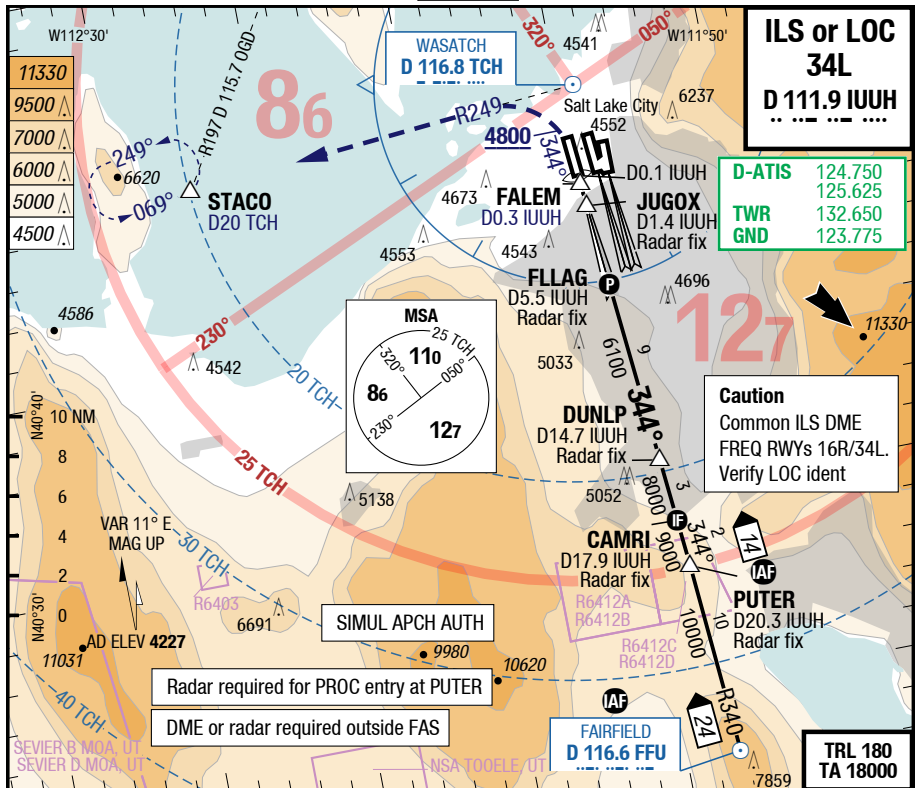 W112°30'
320°
4541
050°
W111°50'
ILS or LOC
34L
D 111.9 IUUH
WASATCH
D 116.8 TCH
11330
9500
7000
6000
5000
4500
R197 D 115.7 OGD
86
R249
Salt Lake City
4552
6237
4800
344°
249°
6620
069°
STACO
D20 TCH
4673
FALEM
D0.3 IUUH
D0.1 IUUH
JUGOX
D1.4 IUUH
Radar fix
D-ATIS 124.750
125.625
TWR 132.650
GND 123.775
4553
4543
FLLAG
D5.5 IUUH
Radar fix
P
4696
127
11330
4586
230°
4542
20 TCH
MSA
25 TCH
320°
110
050°
86
230°
127
5033
6100
9
344°
DUNLP
D14.7 IUUH
Radar fix
Caution
Common ILS DME
FREQ RWYs 16R/34L.
Verify LOC ident
N40°40'
10 NM
8
6
4
2
0
N40°30'
25 TCH
5138
5052
8000
3
IF
CAMRI
D17.9 IUUH
Radar fix
9000
344°
2
14
IAF
PUTER
D20.3 IUUH
Radar fix
VAR 11° E
MAG UP
30 TCH
R6403
6691
SIMUL APCH AUTH
R6412A
R6412B
R6412C
R6412D
10000
10
AD ELEV 4227
11031
9980
10620
Radar required for PROC entry at PUTER
DME or radar required outside FAS
40 TCH
IAF
FAIRFIELD
D 116.6 FFU
R340
24
7859
SEVIER B MOA, UT
SEVIER D MOA, UT
NSA TOOELE, UT
TRL 180
TA 18000